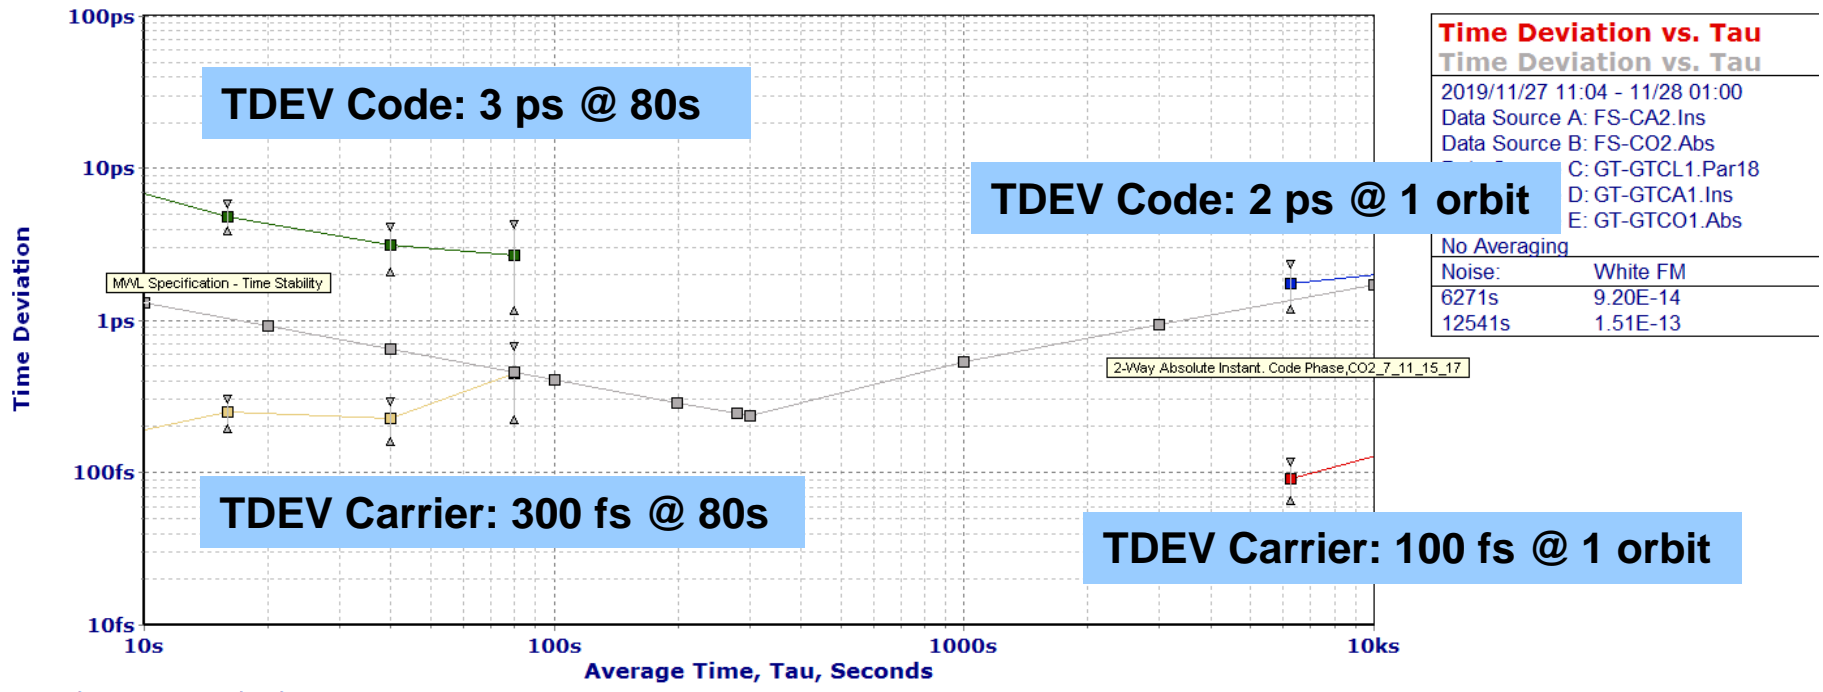 100ps
10ps
1ps
100fs
10fs
Time Deviation
10s
100s
1000s
10ks
Average Time, Tau, Seconds
TDEV Code: 3 ps @ 80s
TDEV Code: 2 ps @ 1 orbit
TDEV Carrier: 300 fs @ 80s
TDEV Carrier: 100 fs @ 1 orbit
MWL Specification - Time Stability
2-Way Absolute Instant. Code Phase,CO2_7_11_15_17
Time Deviation vs. Tau
Time Deviation vs. Tau
2019/11/27 11:04 - 11/28 01:00
Data Source A: FS-CA2.Ins
Data Source B: FS-CO2.Abs
C: GT-GTCL1.Par18
D: GT-GTCA1.Ins
E: GT-GTCO1.Abs
No Averaging
Noise: White FM
6271s 9.20E-14
12541s 1.51E-13